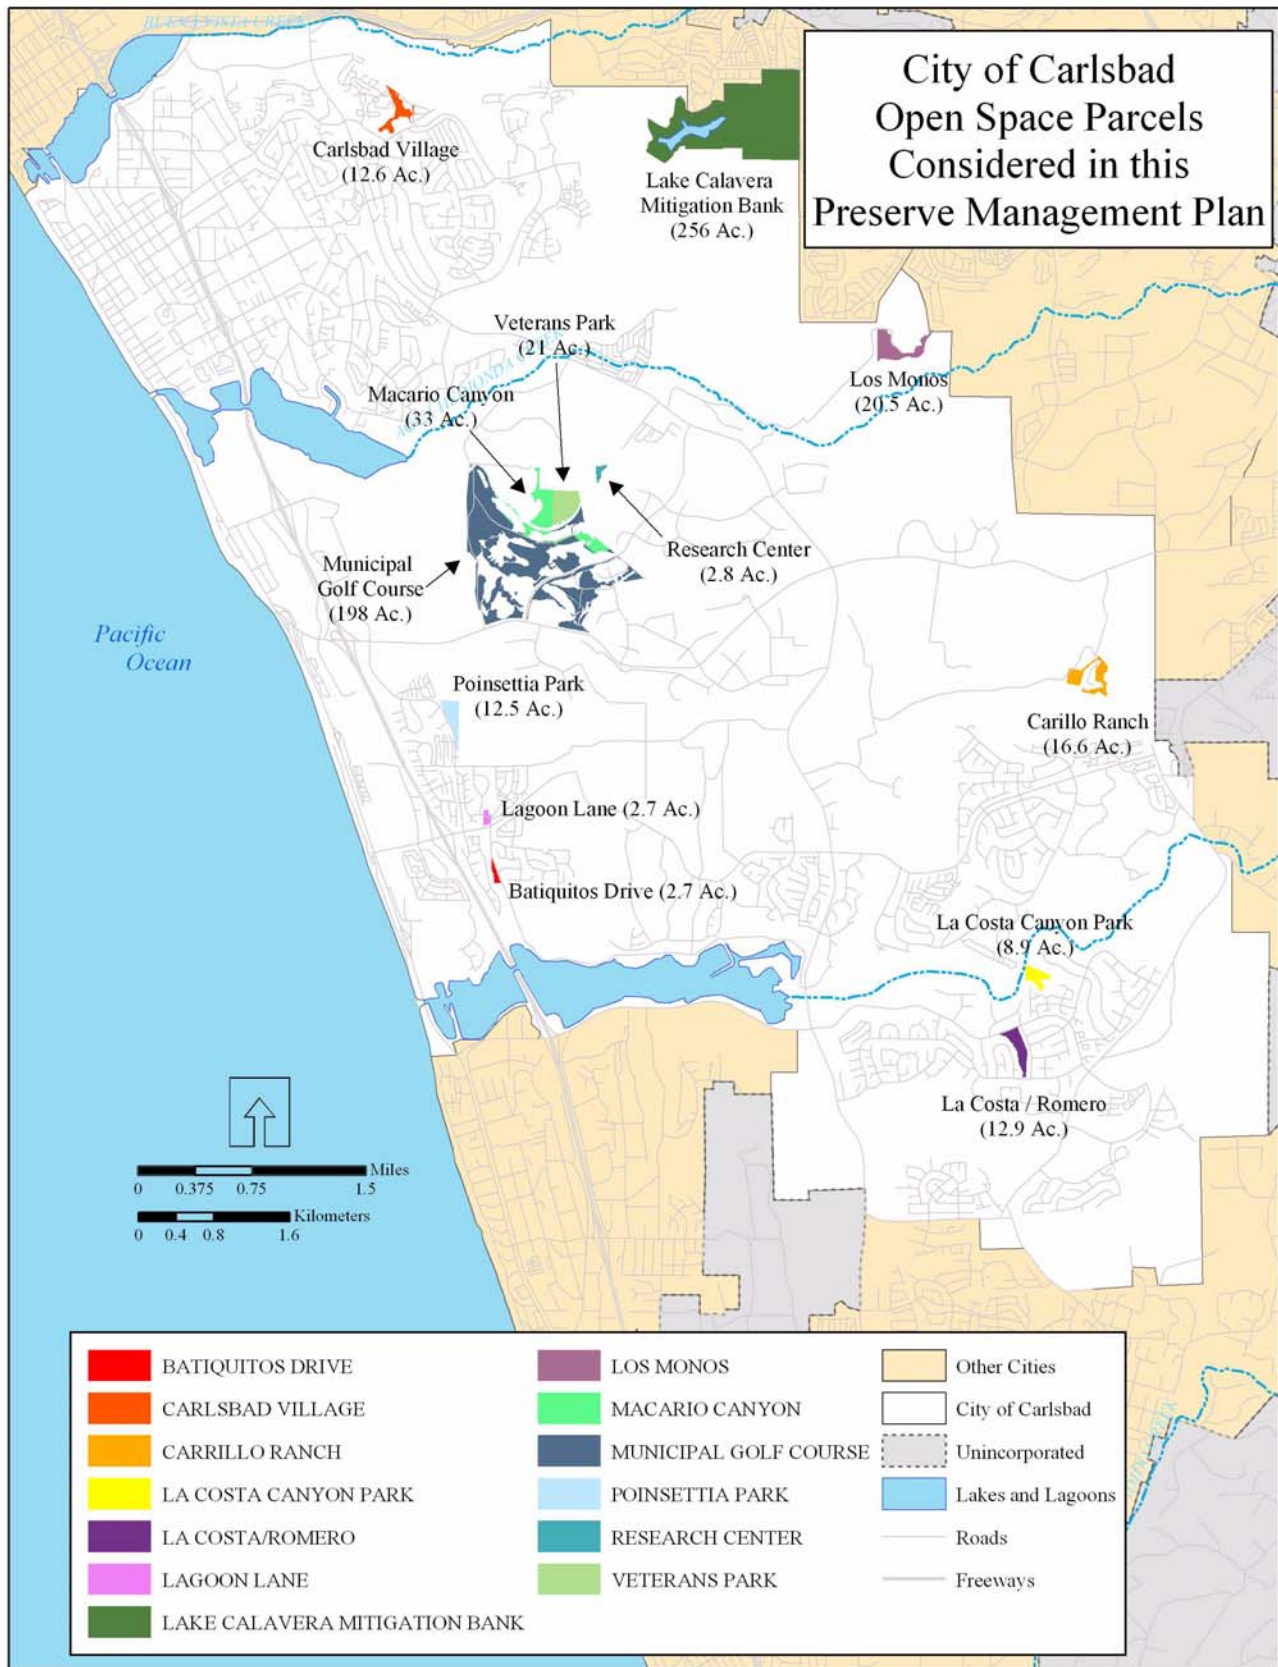 BUENA VISTA CREEK
City of Carlsbad
Open Space Parcels
Considered in this
Preserve Management Plan
Carlsbad Village
(12.6 Ac.)
Lake Calavera
Mitigation Bank
(256 Ac.)
Veterans Park
(21 Ac.)
Macario Canyon
(33 Ac.)
Los Monos
(20.5 Ac.)
Research Center
(2.8 Ac.)
Municipal
Golf Course
(198 Ac.)
Pacific
Ocean
Poinsettia Park
(12.5 Ac.)
Carillo Ranch
(16.6 Ac.)
Lagoon Lane (2.7 Ac.)
Batiquitos Drive (2.7 Ac.)
La Costa Canyon Park
(8.9 Ac.)
La Costa / Romero
(12.9 Ac.)
Miles
0 0.375 0.75 1.5
Kilometers
0 0.4 0.8 1.6
BATIQUITOS DRIVE
CARLSBAD VILLAGE
CARRILLO RANCH
LA COSTA CANYON PARK
LA COSTA/ROMERO
LAGOON LANE
LAKE CALAVERA MITIGATION BANK
LOS MONOS
MACARIO CANYON
MUNICIPAL GOLF COURSE
POINSETTIA PARK
RESEARCH CENTER
VETERANS PARK
Other Cities
City of Carlsbad
Unincorporated
Lakes and Lagoons
Roads
Freeways